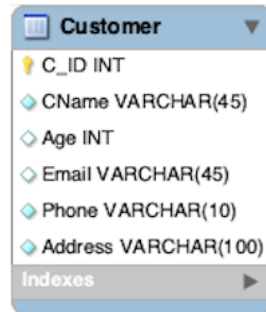 Customer
C_ID INT
CName VARCHAR(45)
Age INT
Email VARCHAR(45)
Phone VARCHAR(10)
Address VARCHAR(100)
Indexes